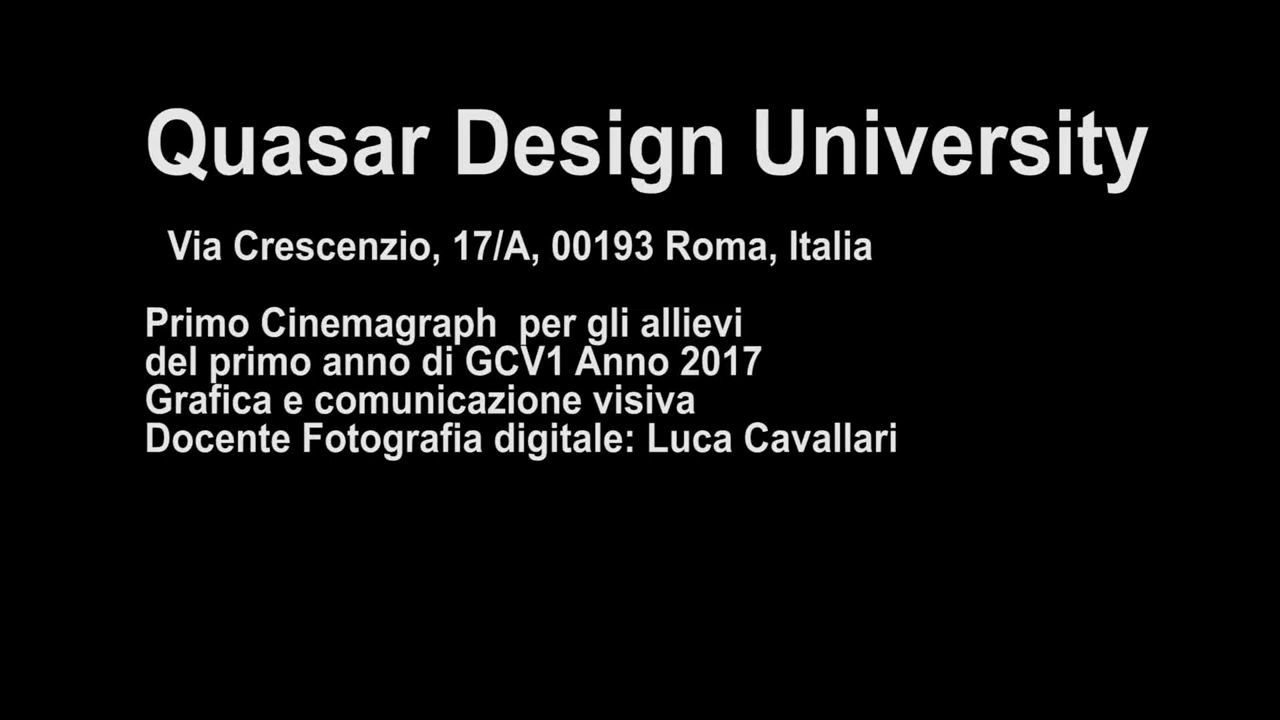 Quasar Design University
Via Crescenzio, 17/A, 00193 Roma, Italia
Primo Cinemagraph  per gli allievi
del primo anno di GCV1 Anno 2017
Grafica e comunicazione visiva
Docente Fotografia digitale: Luca Cavallari